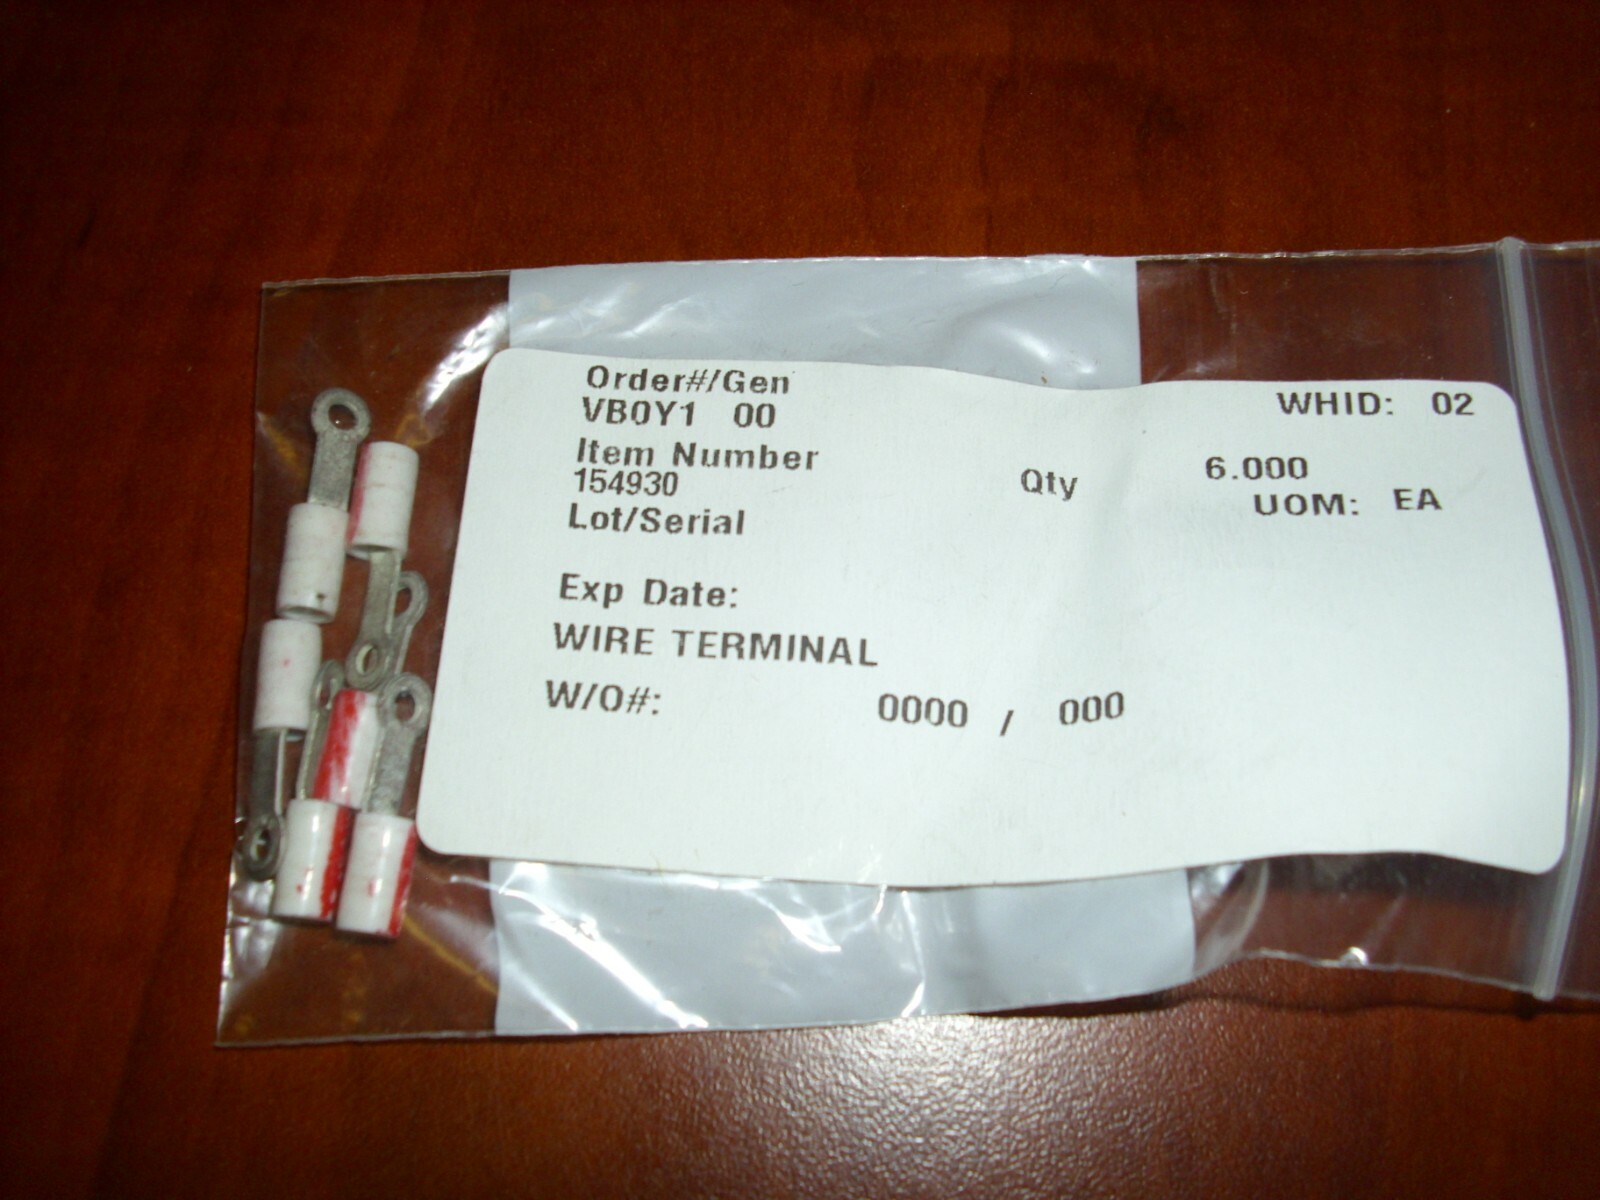 Order#/Gen
VB0Y1 00 WHID: 02
Item Number
154930 Qty 6.000
Lot/Serial UOM: EA
Exp Date:
WIRE TERMINAL
W/O#: 0000 / 000